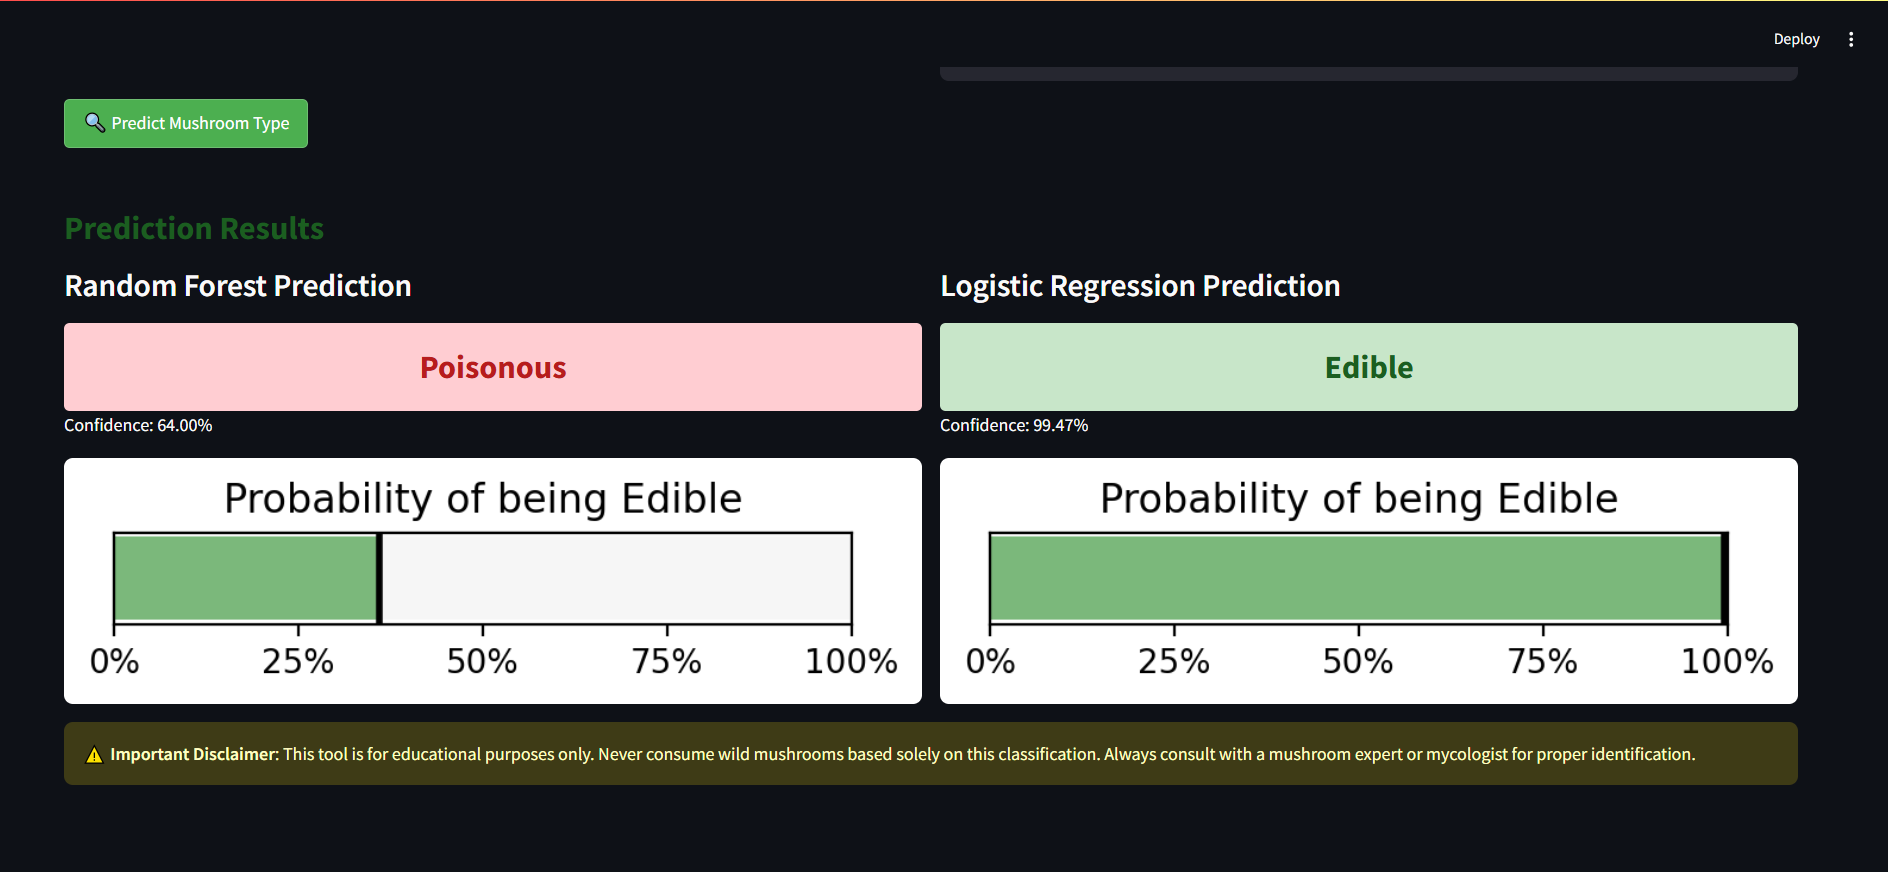 Deploy
🔍 Predict Mushroom Type
Prediction Results
Random Forest Prediction
Poisonous
Confidence: 64.00%
Probability of being Edible
0% 25% 50% 75% 100%
Logistic Regression Prediction
Edible
Confidence: 99.47%
Probability of being Edible
0% 25% 50% 75% 100%
⚠️ Important Disclaimer: This tool is for educational purposes only. Never consume wild mushrooms based solely on this classification. Always consult with a mushroom expert or mycologist for proper identification.